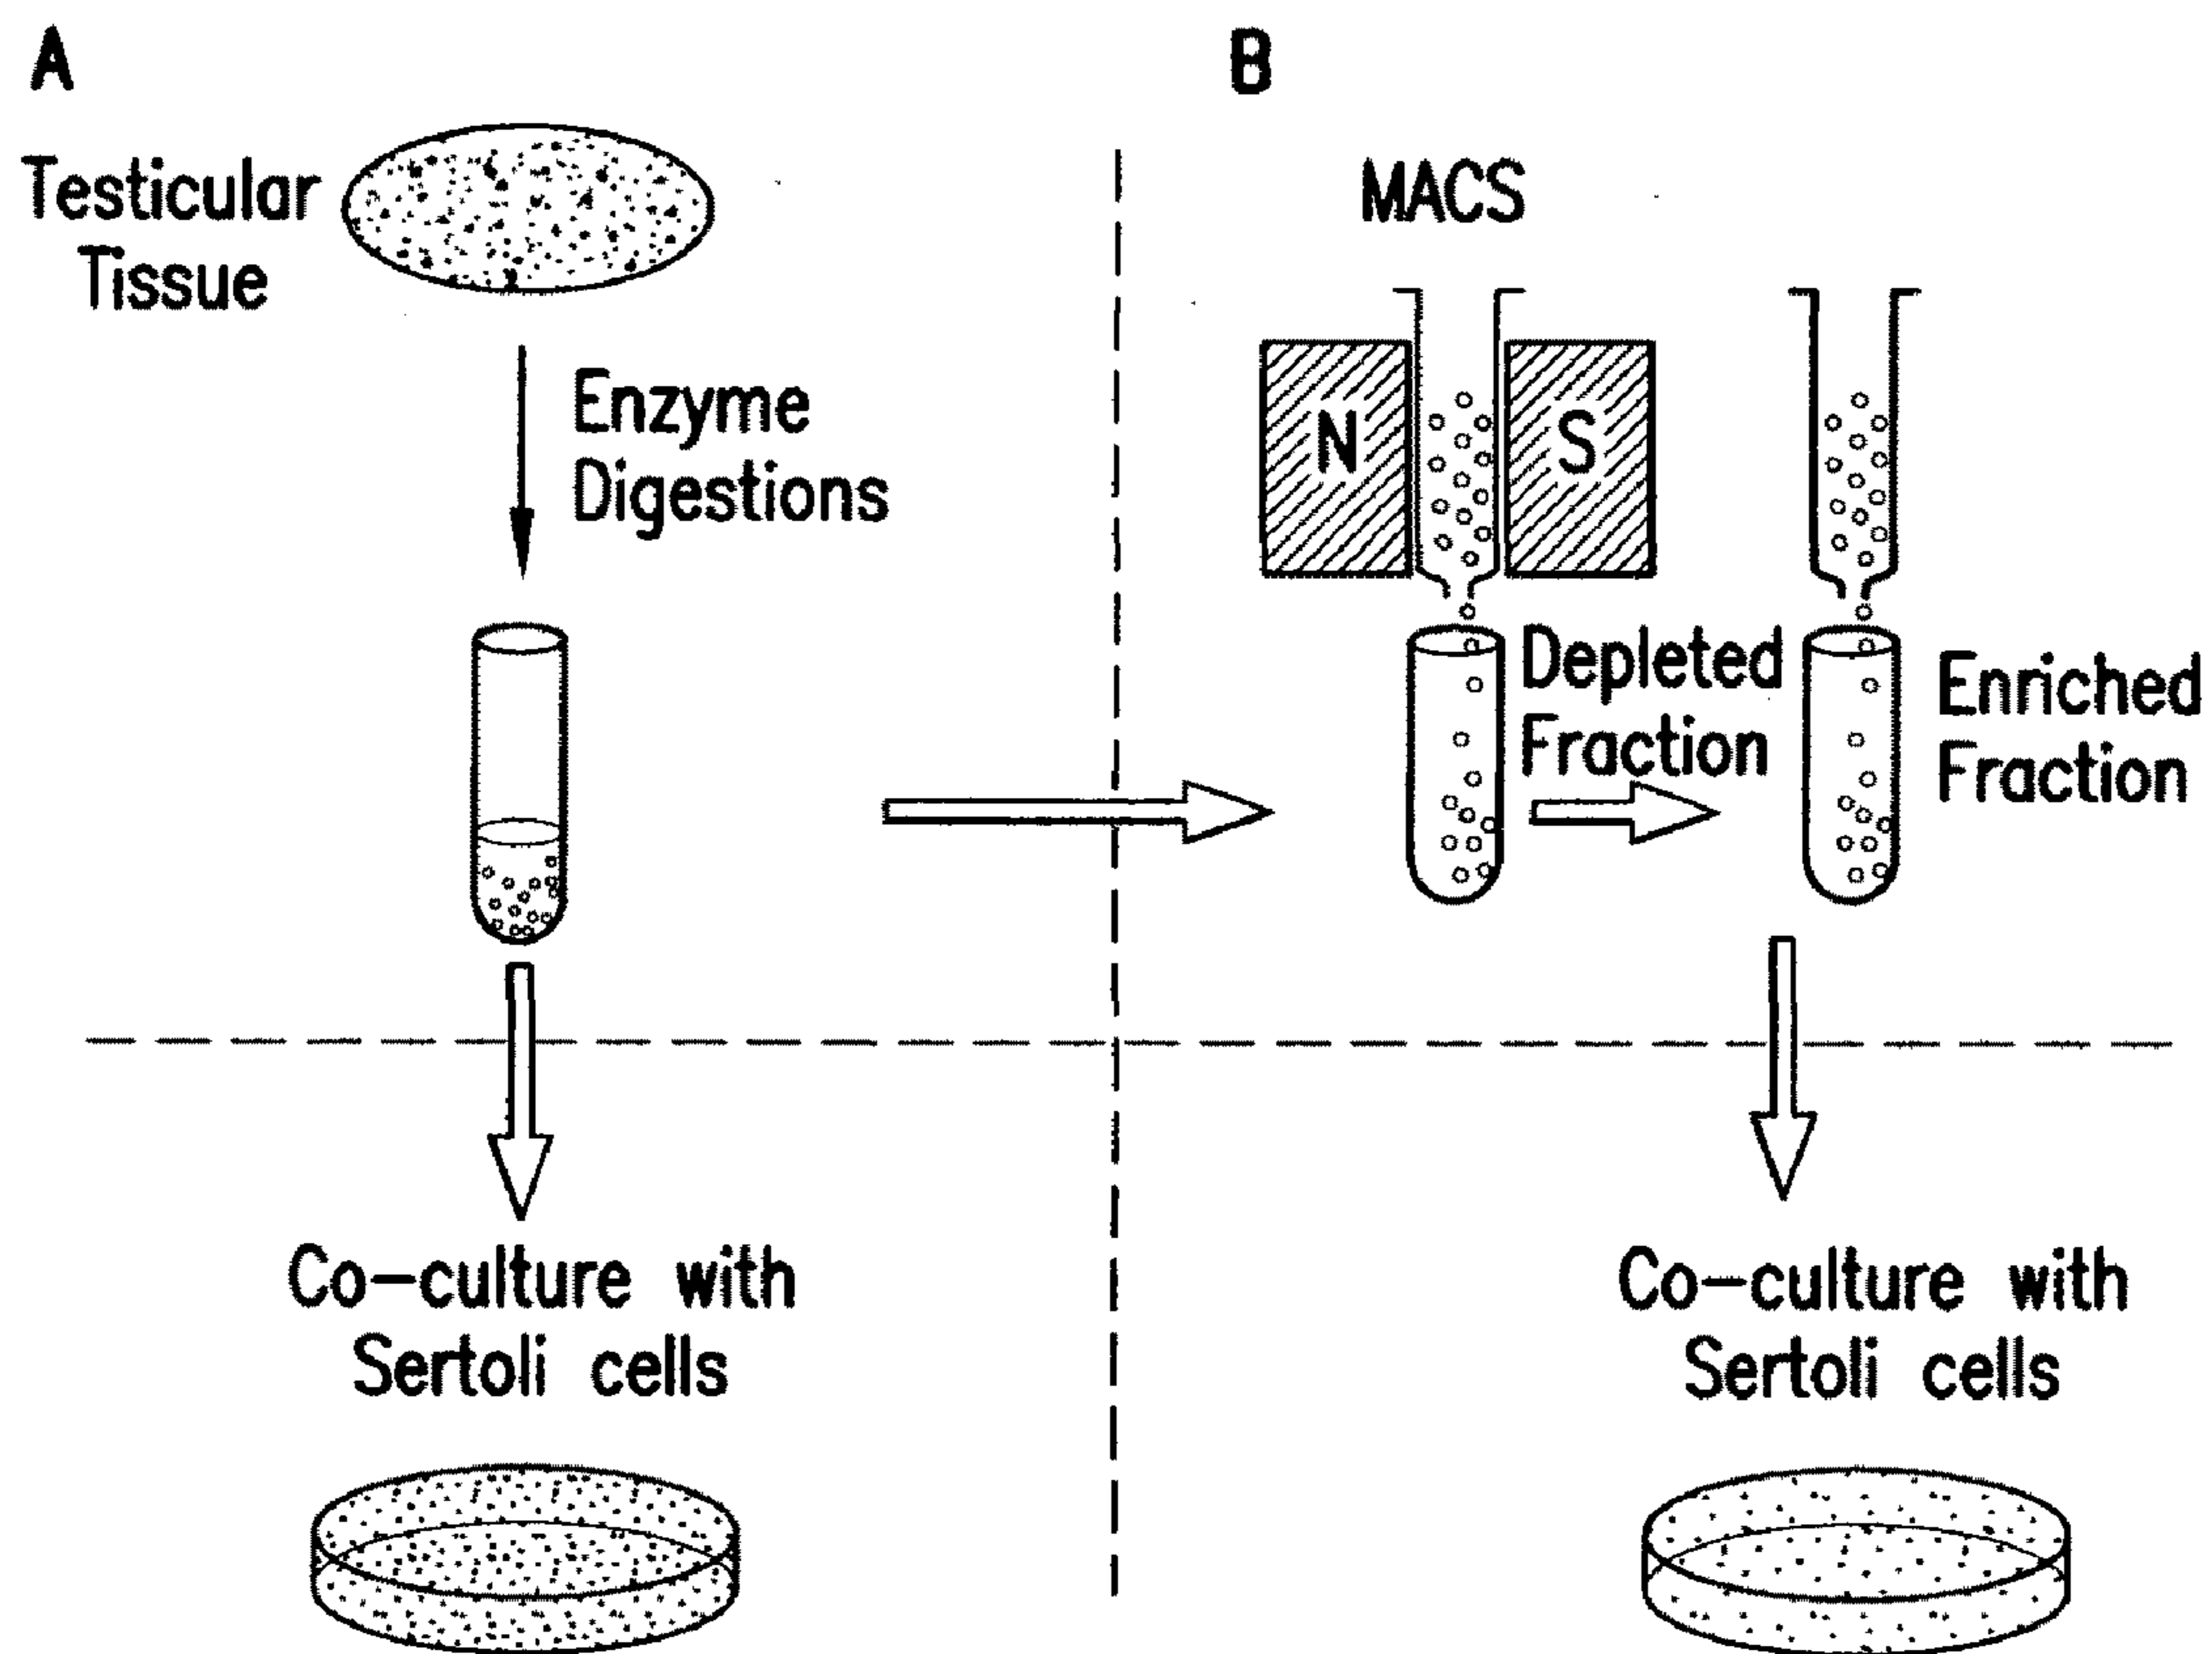 A
Testicular
Tissue
Enzyme
Digestions
Co-culture with
Sertoli cells
B
MACS
N
S
Depleted
Fraction
Enriched
Fraction
Co-culture with
Sertoli cells